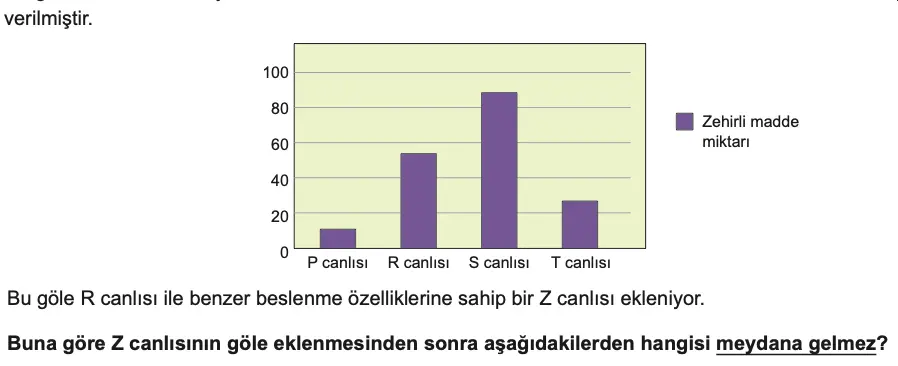 verilmiştir.
100
80
60
40
20
0
P canlısı R canlısı S canlısı T canlısı
Zehirli madde
miktarı
Bu göle R canlısı ile benzer beslenme özelliklerine sahip bir Z canlısı ekleniyor.
Buna göre Z canlısının göle eklenmesinden sonra aşağıdakilerden hangisi meydana gelmez?